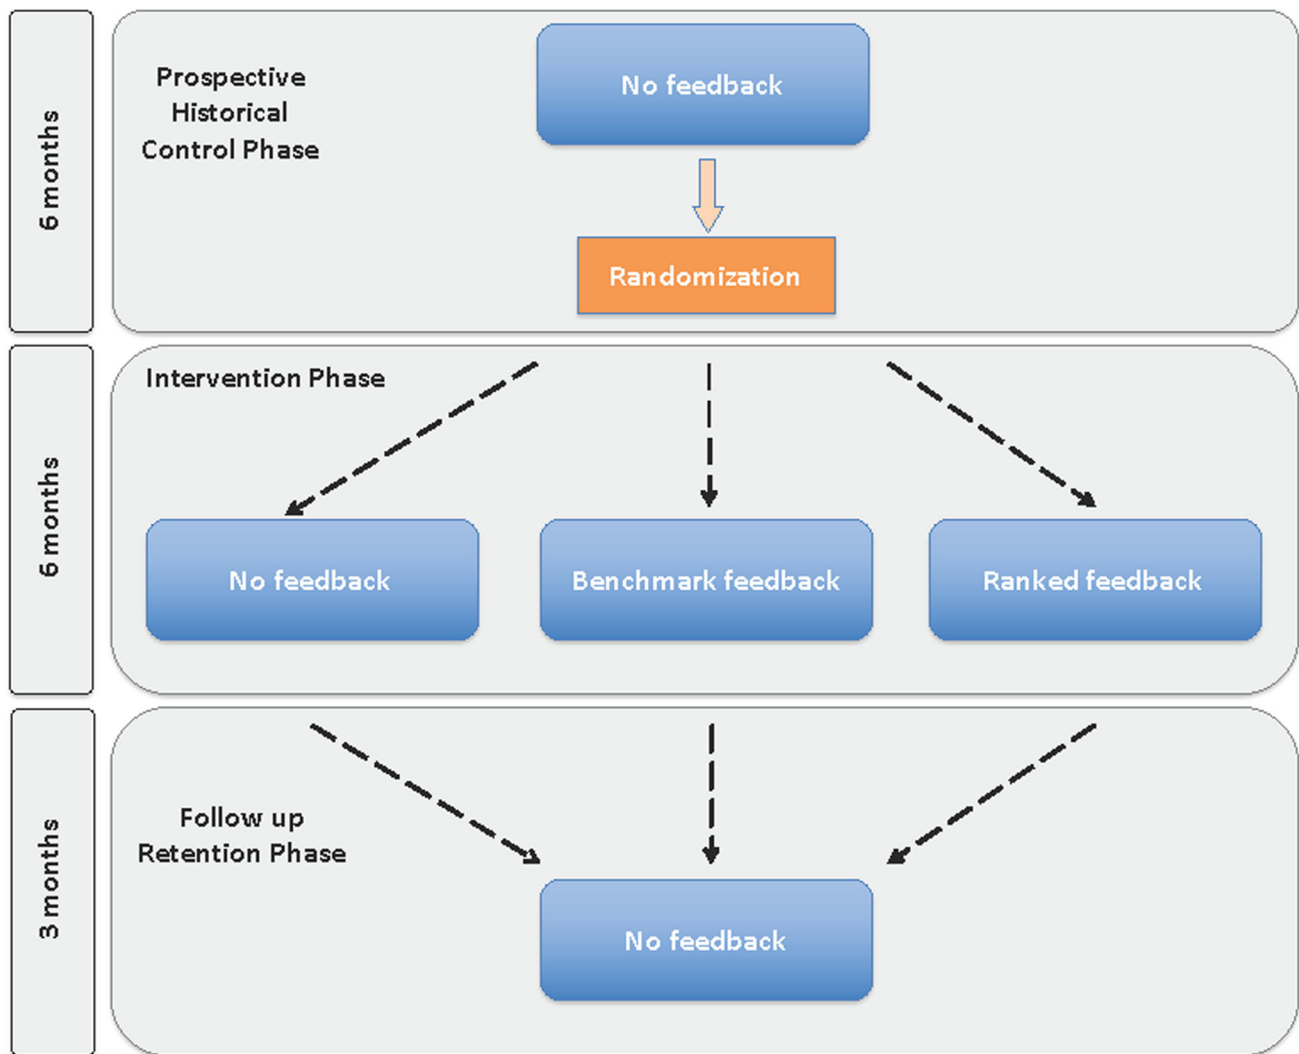 6 months
Prospective
Historical
Control Phase
No feedback
Randomization
6 months
Intervention Phase
No feedback
Benchmark feedback
Ranked feedback
3 months
Follow up
Retention Phase
No feedback